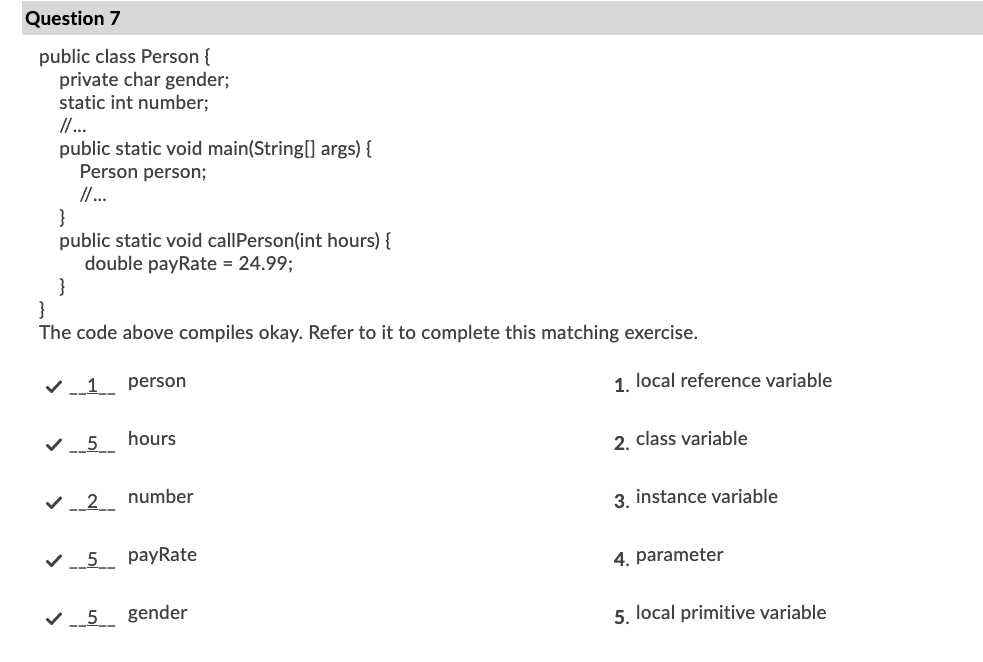 Question 7
public class Person {
private char gender;
static int number;
//...
public static void main(String[] args) {
Person person;
//...
}
public static void callPerson(int hours) {
double payRate = 24.99;
}
}
The code above compiles okay. Refer to it to complete this matching exercise.
✓ __1__ person
1. local reference variable
✓ __5__ hours
2. class variable
✓ __2__ number
3. instance variable
✓ __5__ payRate
4. parameter
✓ __5__ gender
5. local primitive variable